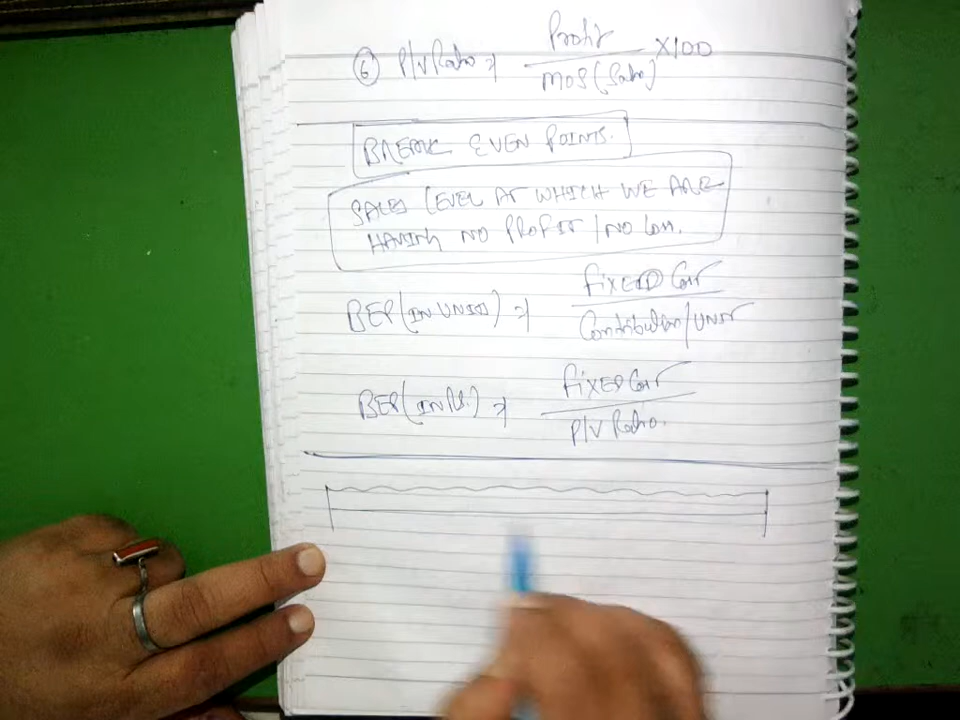 ⑥ P/V Ratio ⇒ Profit / MOS (Sales) X100
BREAK EVEN POINTS.
SALES LEVEL AT WHICH WE ARE
HAVING NO PROFIT / NO Loss.
BEP (IN UNITS) ⇒ FIXED Cost / Contribution/UNIT
BEP (IN RS.) ⇒ FIXED Cost / P/V Ratio.